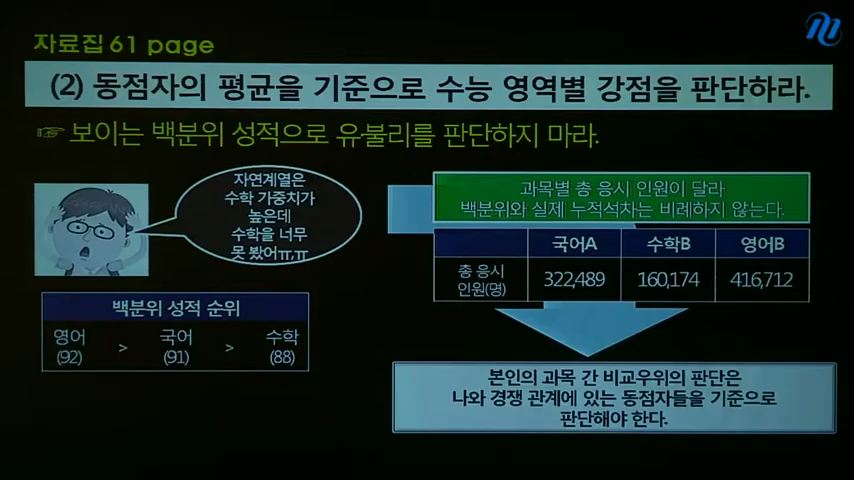 자료집 61 page
(2) 동점자의 평균을 기준으로 수능 영역별 강점을 판단하라.
☞ 보이는 백분위 성적으로 유불리를 판단하지 마라.
자연계열은
수학 가중치가
높은데
수학을 너무
못 봤어ㅠ,ㅠ
백분위 성적 순위
영어 > 국어 > 수학
(92) (91) (88)
과목별 총 응시 인원이 달라
백분위와 실제 누적석차는 비례하지 않는다.
국어A 수학B 영어B
총 응시
인원(명) 322,489 160,174 416,712
본인의 과목 간 비교우위의 판단은
나와 경쟁 관계에 있는 동점자들을 기준으로
판단해야 한다.